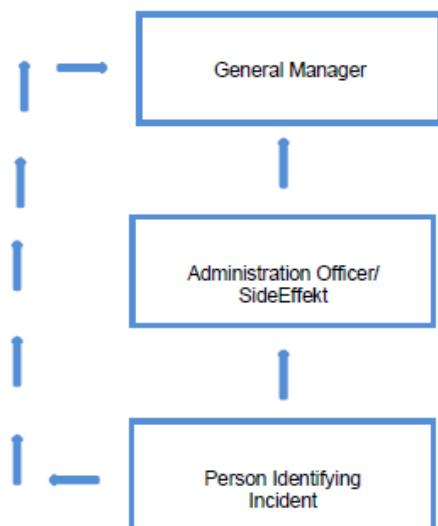 General Manager
Administration Officer/
SideEffekt
Person Identifying
Incident